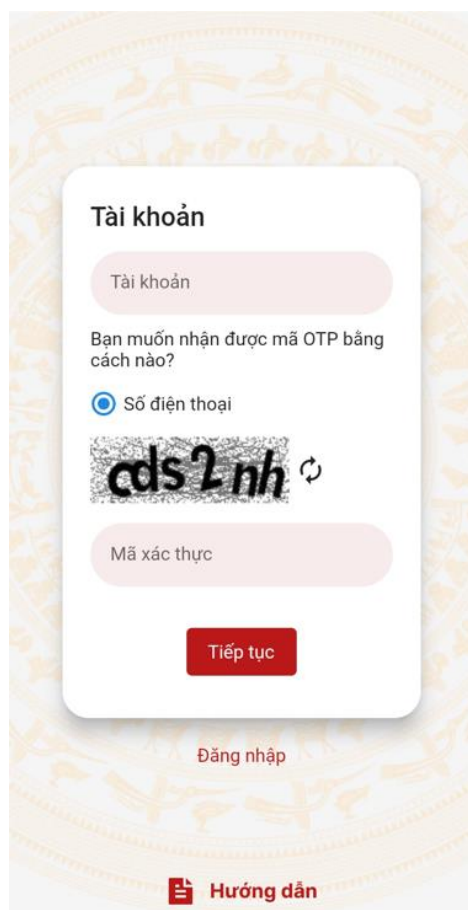 Tài khoản
Tài khoản
Bạn muốn nhận được mã OTP bằng
cách nào?
Số điện thoại
cds2nh
Mã xác thực
Tiếp tục
Đăng nhập
Hướng dẫn